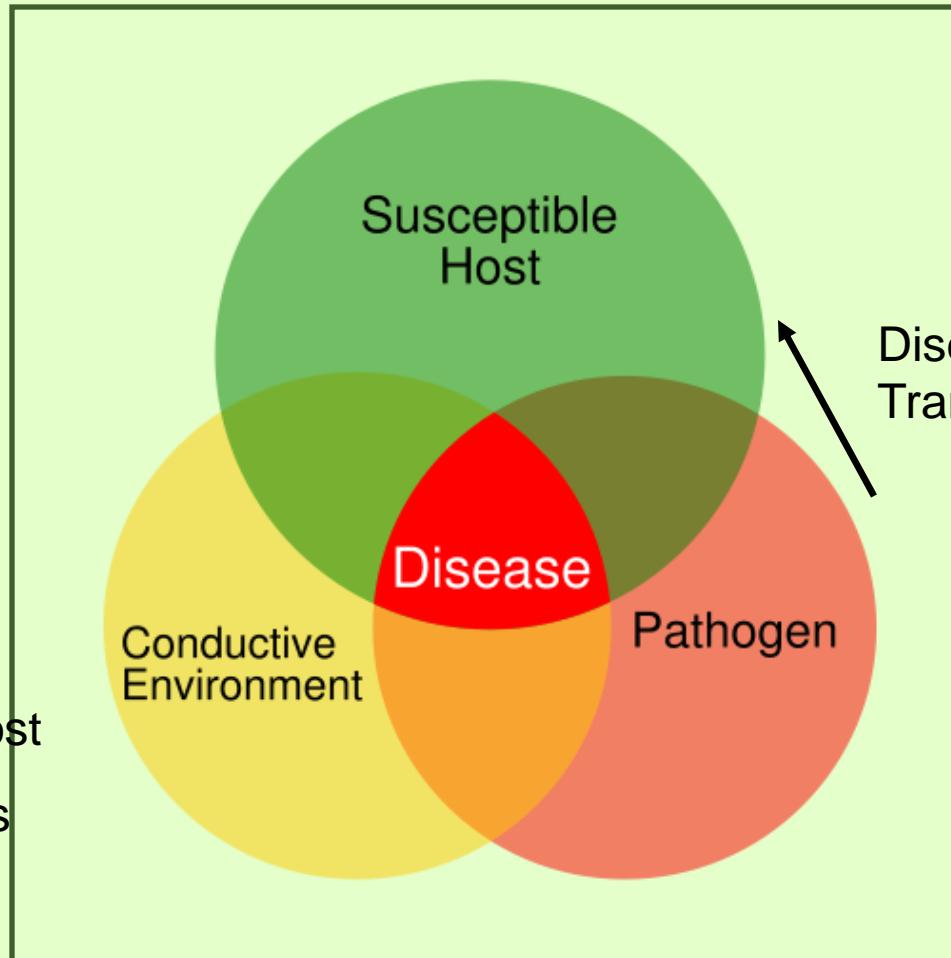 Susceptible
Host
Disease
Conductive
Environment
Pathogen